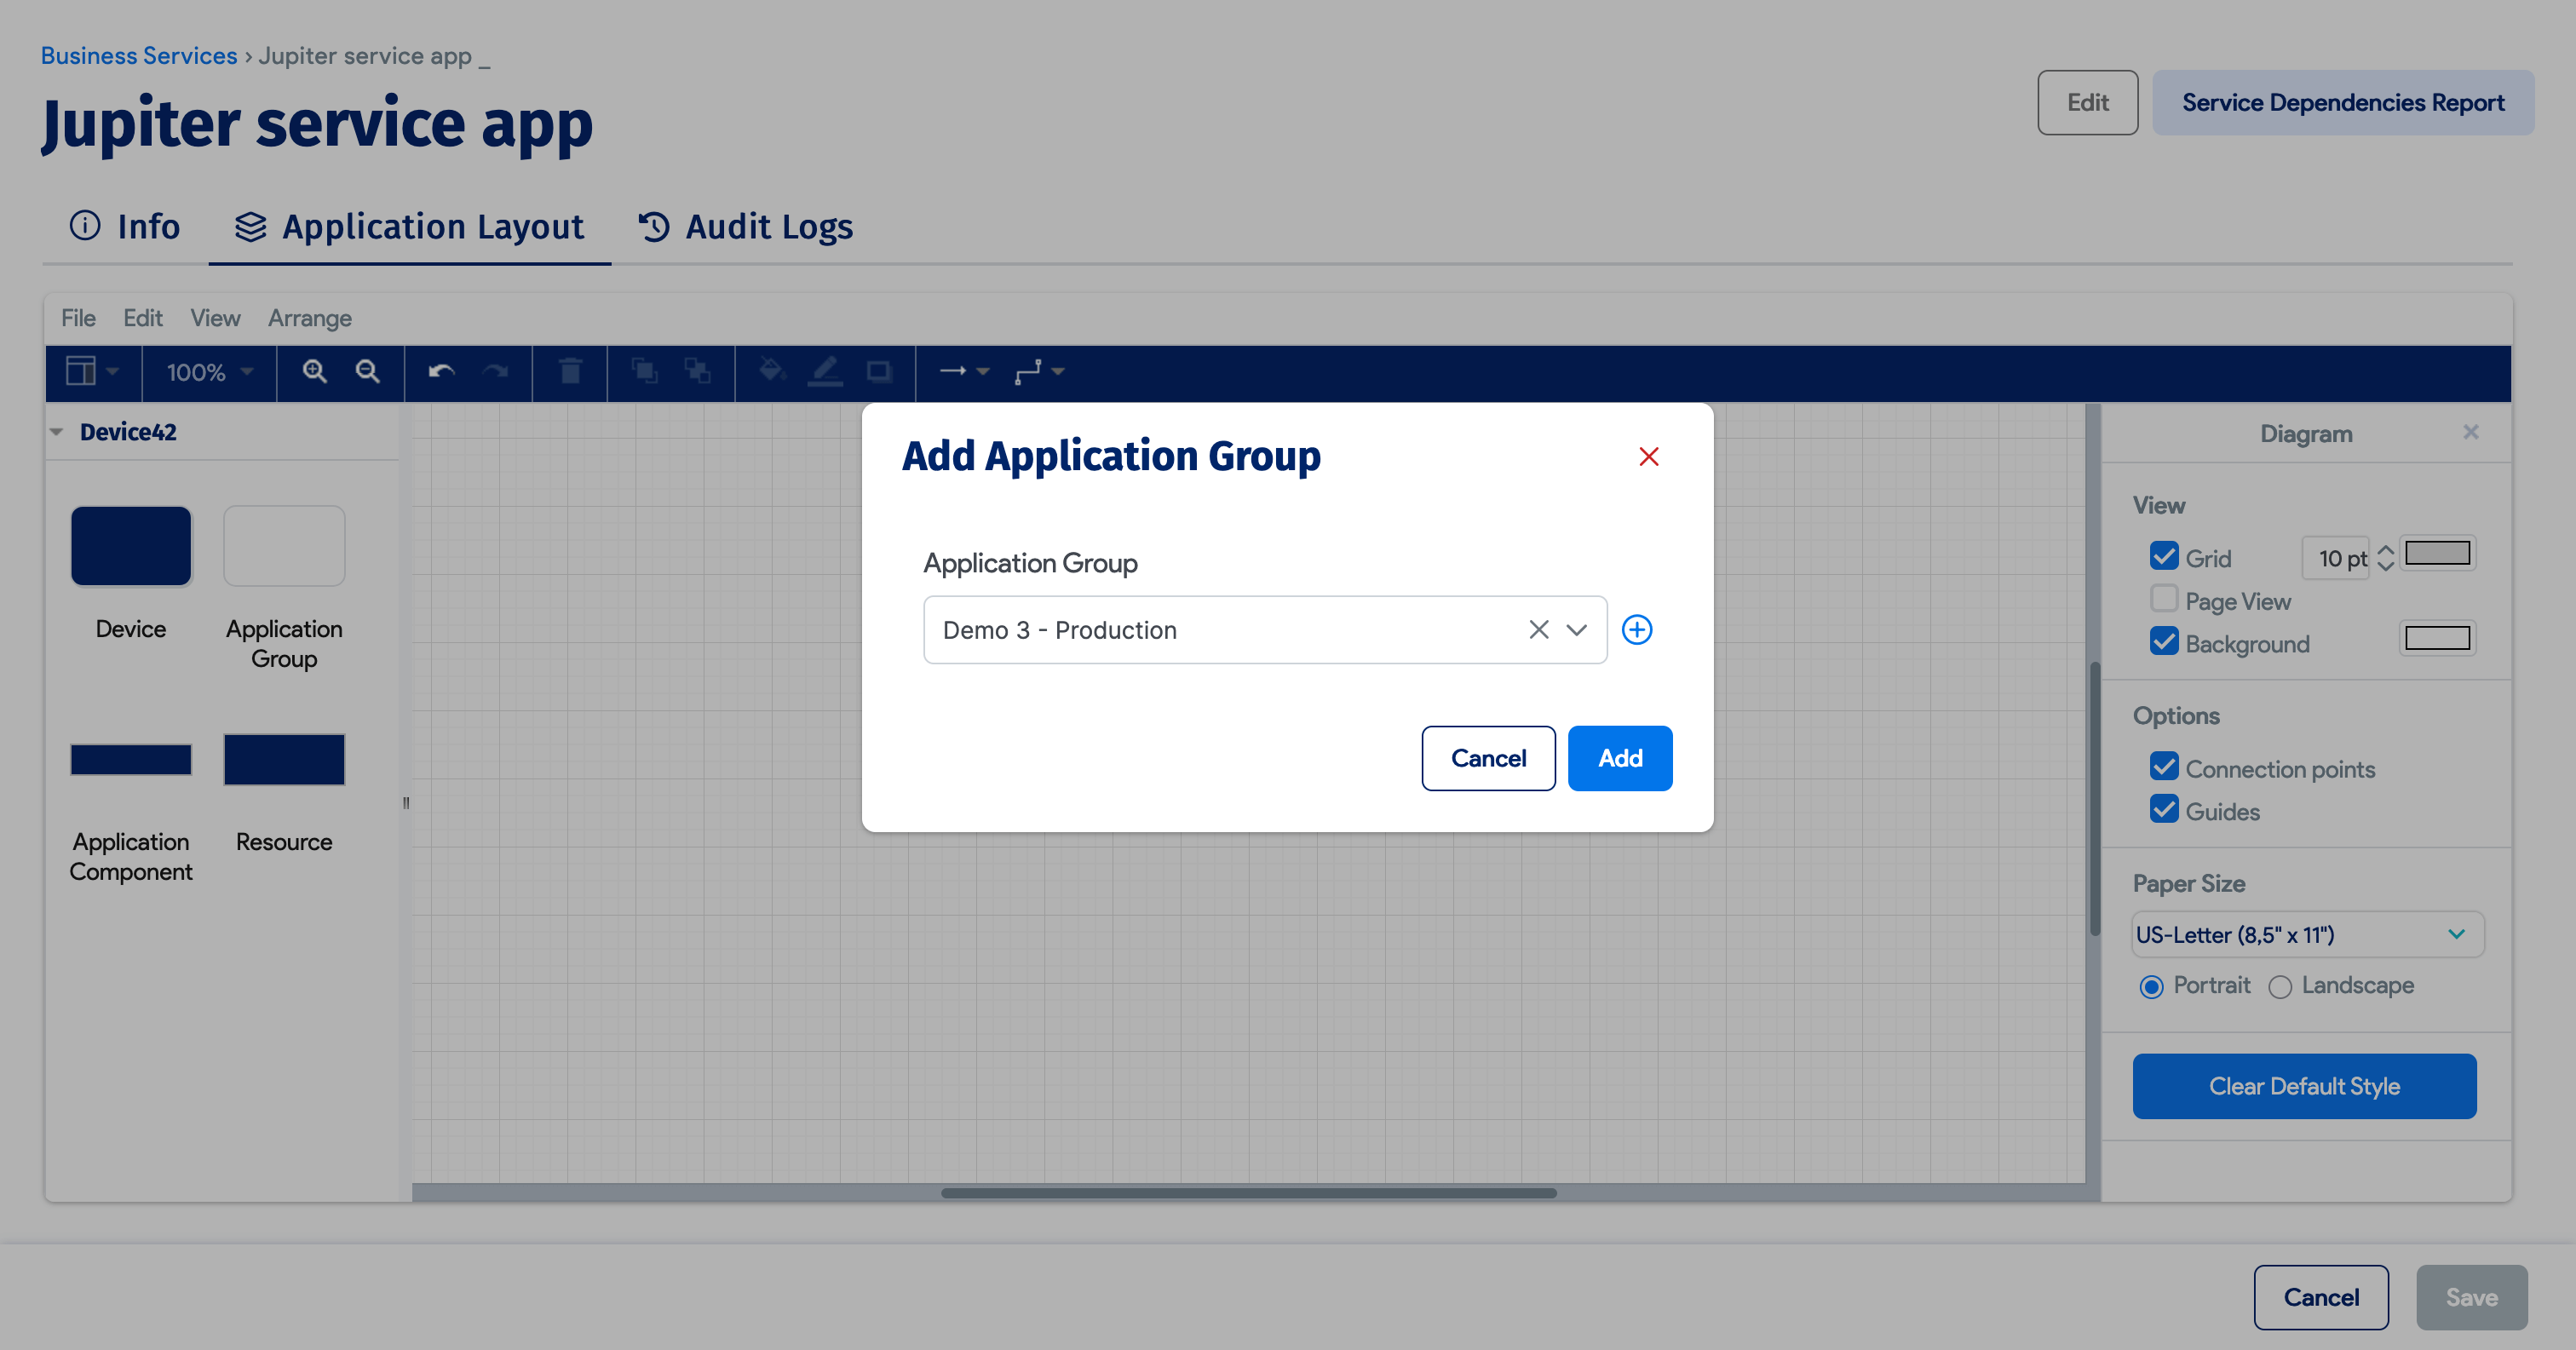 Business Services › Jupiter service app _
Jupiter service app
Edit
Service Dependencies Report
Info
Application Layout
Audit Logs
File Edit View Arrange
100%
Device42
Device
Application
Group
Application
Component
Resource
Add Application Group
Application Group
Demo 3 - Production
Cancel
Add
Diagram
View
Grid
10 pt
Page View
Background
Options
Connection points
Guides
Paper Size
US-Letter (8,5" x 11")
Portrait
Landscape
Clear Default Style
Cancel
Save